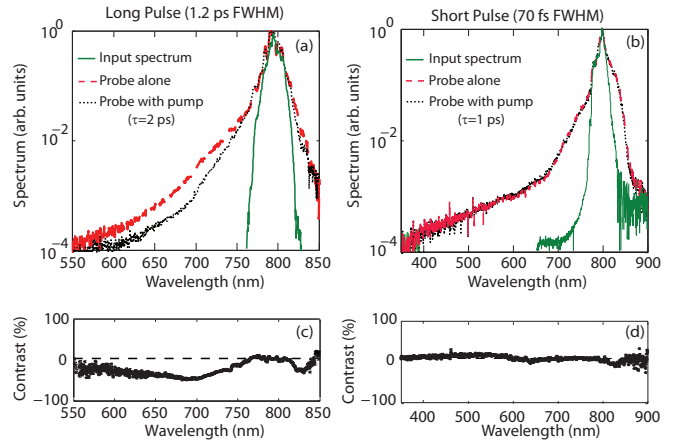 Long Pulse (1.2 ps FWHM)
Short Pulse (70 fs FWHM)
(a)
Input spectrum
Probe alone
Probe with pump
(τ=2 ps)
Spectrum (arb. units)
10⁰
10⁻²
10⁻⁴
550 600 650 700 750 800 850
Wavelength (nm)
(b)
Input spectrum
Probe alone
Probe with pump
(τ=1 ps)
Spectrum (arb. units)
10⁰
10⁻²
10⁻⁴
400 500 600 700 800 900
Wavelength (nm)
(c)
Contrast (%)
100
0
−100
550 600 650 700 750 800 850
Wavelength (nm)
(d)
Contrast (%)
100
0
−100
400 500 600 700 800 900
Wavelength (nm)